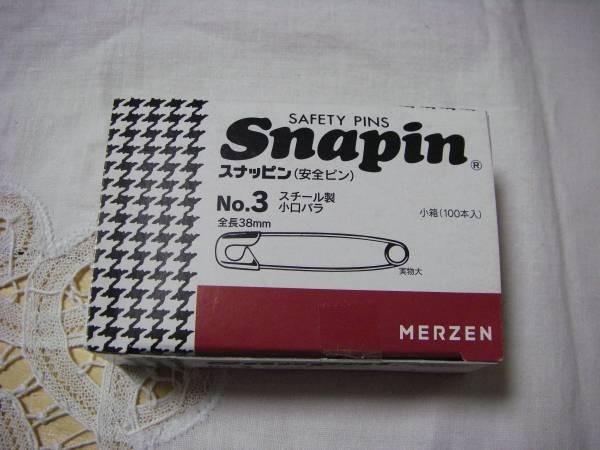 SAFETY PINS
Snapin®
スナッピン(安全ピン)
No.3 スチール製
小口バラ
全長38mm
小箱(100本入)
実物大
MERZEN